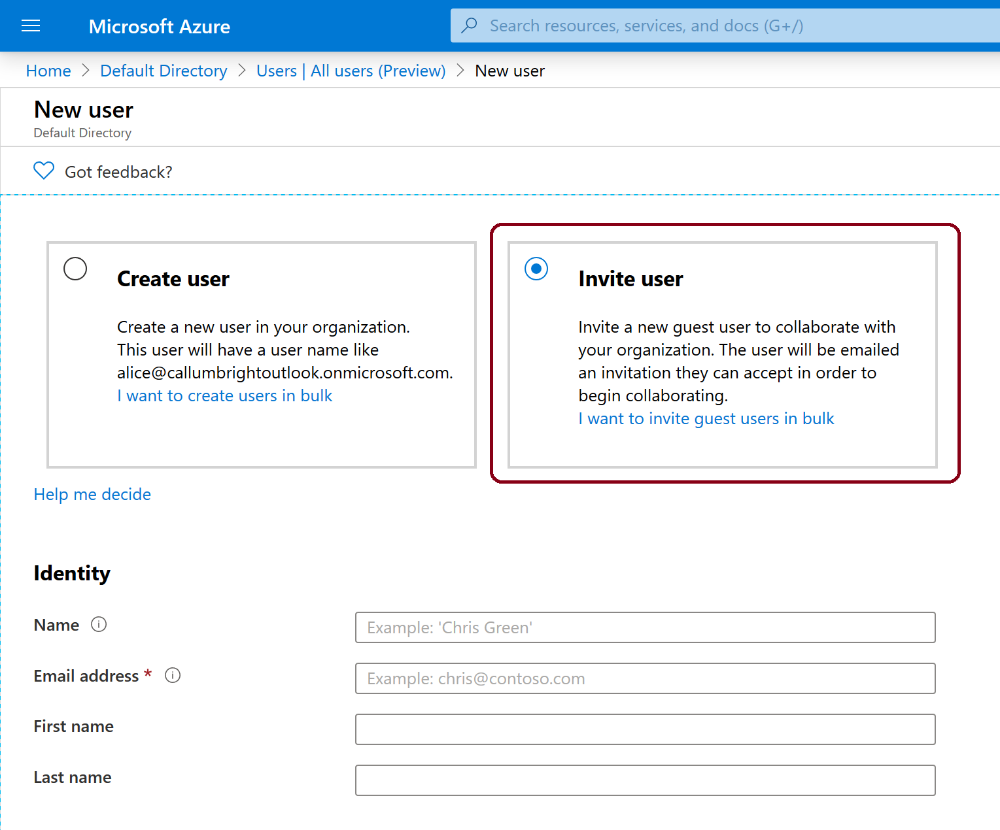 Microsoft Azure
Search resources, services, and docs (G+/)
Home > Default Directory > Users | All users (Preview) > New user
New user
Default Directory
Got feedback?
Create user
Create a new user in your organization.
This user will have a user name like
alice@callumbrightoutlook.onmicrosoft.com.
I want to create users in bulk
Invite user
Invite a new guest user to collaborate with
your organization. The user will be emailed
an invitation they can accept in order to
begin collaborating.
I want to invite guest users in bulk
Help me decide
Identity
Name
Example: 'Chris Green'
Email address *
Example: chris@contoso.com
First name
Last name